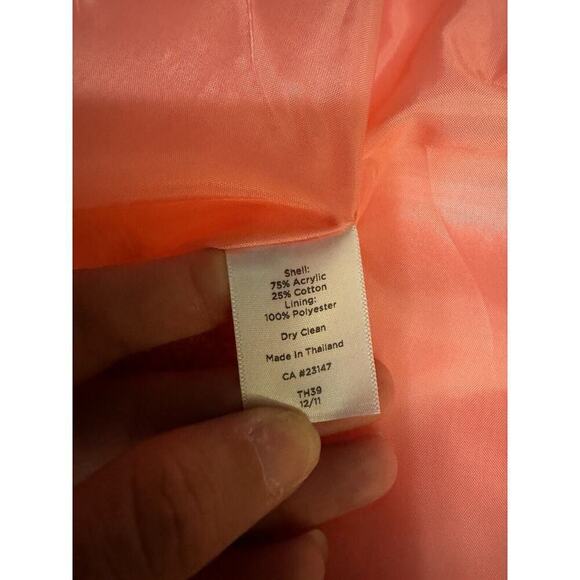 Shell:
75% Acrylic
25% Cotton
Lining:
100% Polyester
Dry Clean
Made In Thailand
CA #23147
TH39
12/11